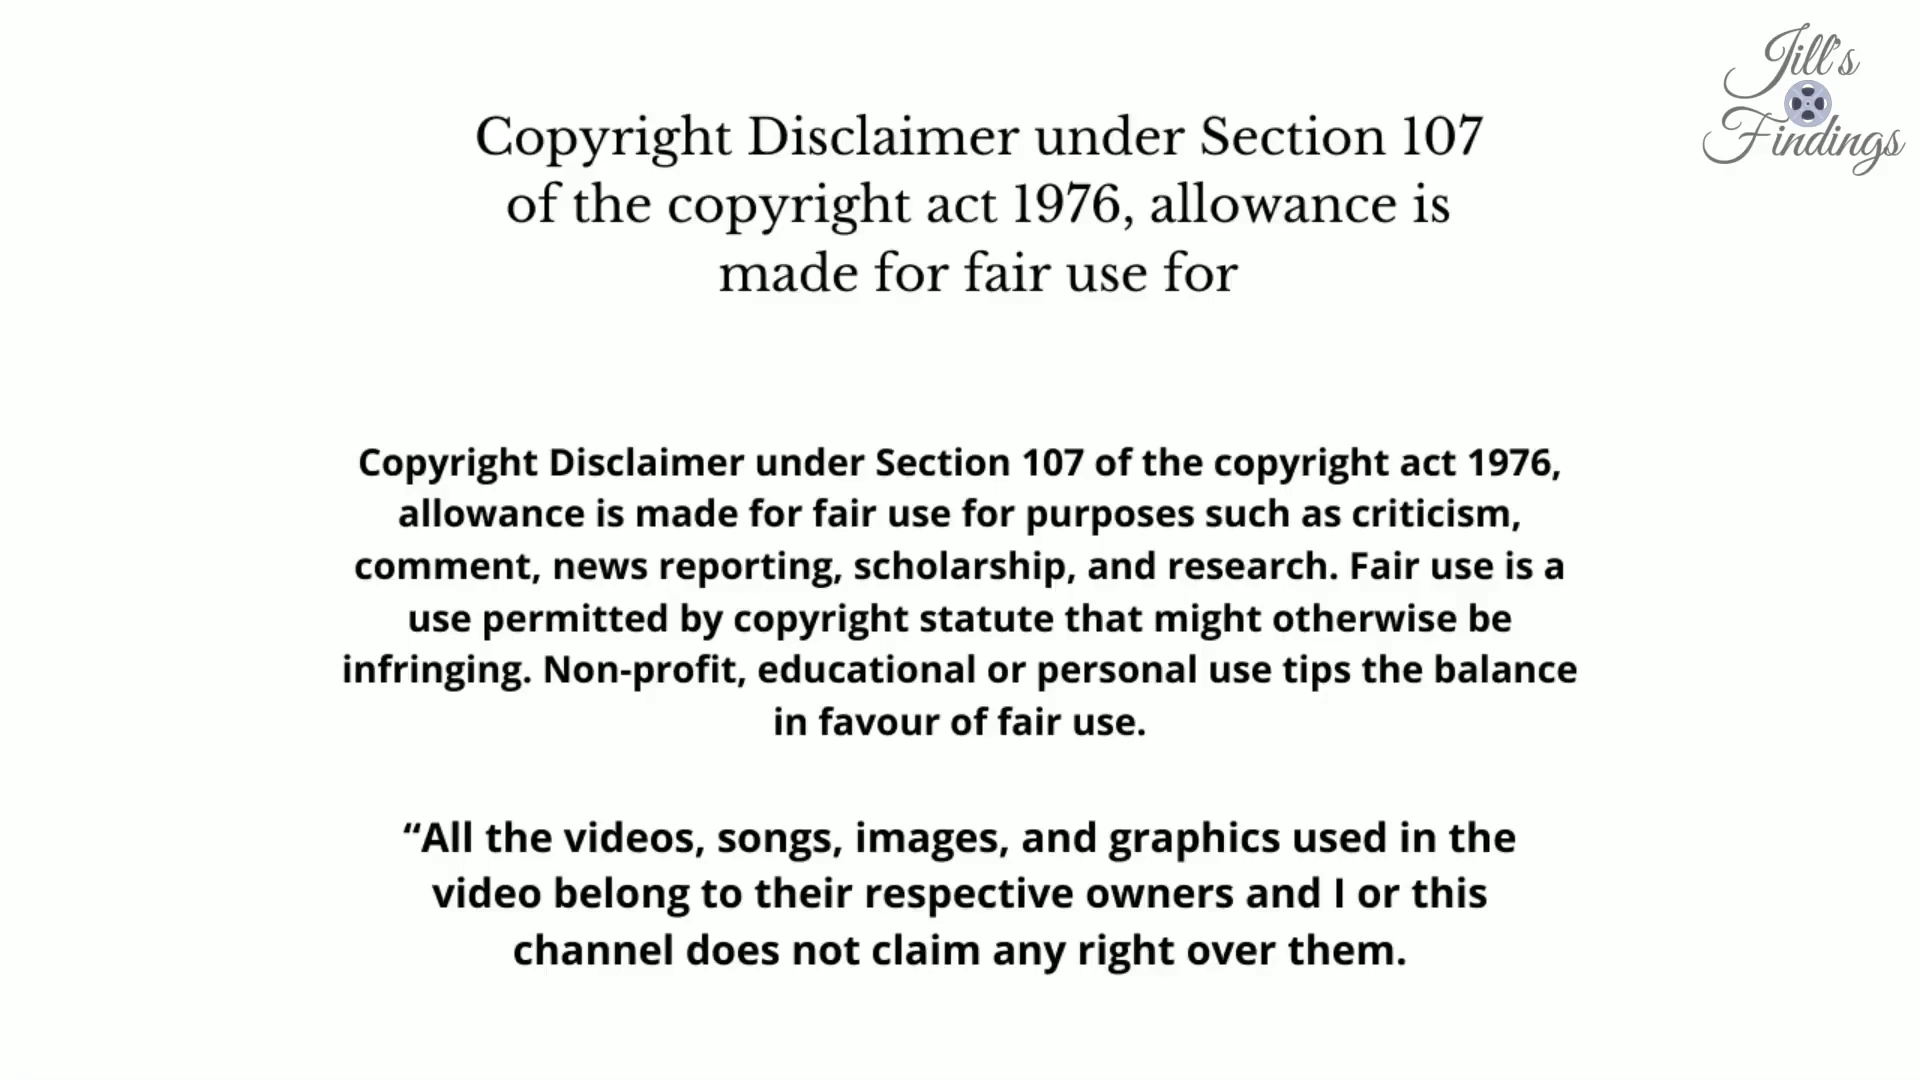 Jill's
Findings
Copyright Disclaimer under Section 107
of the copyright act 1976, allowance is
made for fair use for
Copyright Disclaimer under Section 107 of the copyright act 1976,
allowance is made for fair use for purposes such as criticism,
comment, news reporting, scholarship, and research. Fair use is a
use permitted by copyright statute that might otherwise be
infringing. Non-profit, educational or personal use tips the balance
in favour of fair use.
“All the videos, songs, images, and graphics used in the
video belong to their respective owners and I or this
channel does not claim any right over them.